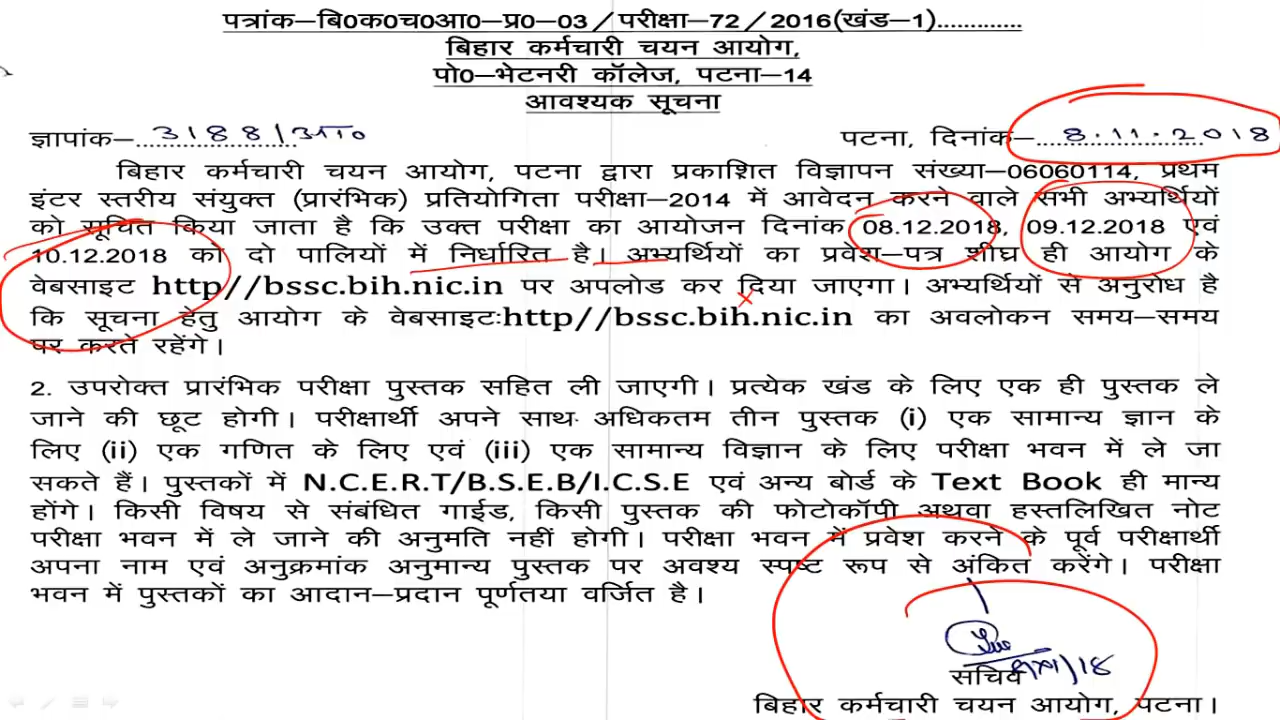 पत्रांक–बि0क0च0आ0–प्र0–03/परीक्षा–72/2016(खंड–1)............
बिहार कर्मचारी चयन आयोग,
पो0–भेटनरी कॉलेज, पटना–14
आवश्यक सूचना
ज्ञापांक–3188/आ0 पटना, दिनांक–8.11.2018
बिहार कर्मचारी चयन आयोग, पटना द्वारा प्रकाशित विज्ञापन संख्या–06060114, प्रथम
इंटर स्तरीय संयुक्त (प्रारंभिक) प्रतियोगिता परीक्षा–2014 में आवेदन करने वाले सभी अभ्यर्थियों
को सूचित किया जाता है कि उक्त परीक्षा का आयोजन दिनांक 08.12.2018, 09.12.2018 एवं
10.12.2018 को दो पालियों में निर्धारित है। अभ्यर्थियों का प्रवेश–पत्र शीघ्र ही आयोग के
वेबसाइट http//bssc.bih.nic.in पर अपलोड कर दिया जाएगा। अभ्यर्थियों से अनुरोध है
कि सूचना हेतु आयोग के वेबसाइटः http//bssc.bih.nic.in का अवलोकन समय–समय
पर करते रहेंगे।
2. उपरोक्त प्रारंभिक परीक्षा पुस्तक सहित ली जाएगी। प्रत्येक खंड के लिए एक ही पुस्तक ले
जाने की छूट होगी। परीक्षार्थी अपने साथ अधिकतम तीन पुस्तक (i) एक सामान्य ज्ञान के
लिए (ii) एक गणित के लिए एवं (iii) एक सामान्य विज्ञान के लिए परीक्षा भवन में ले जा
सकते हैं। पुस्तकों में N.C.E.R.T/B.S.E.B/I.C.S.E एवं अन्य बोर्ड के Text Book ही मान्य
होंगे। किसी विषय से संबंधित गाईड, किसी पुस्तक की फोटोकॉपी अथवा हस्तलिखित नोट
परीक्षा भवन में ले जाने की अनुमति नहीं होगी। परीक्षा भवन में प्रवेश करने के पूर्व परीक्षार्थी
अपना नाम एवं अनुक्रमांक अनुमान्य पुस्तक पर अवश्य स्पष्ट रूप से अंकित करेंगे। परीक्षा
भवन में पुस्तकों का आदान–प्रदान पूर्णतया वर्जित है।
सचिव
बिहार कर्मचारी चयन आयोग, पटना।